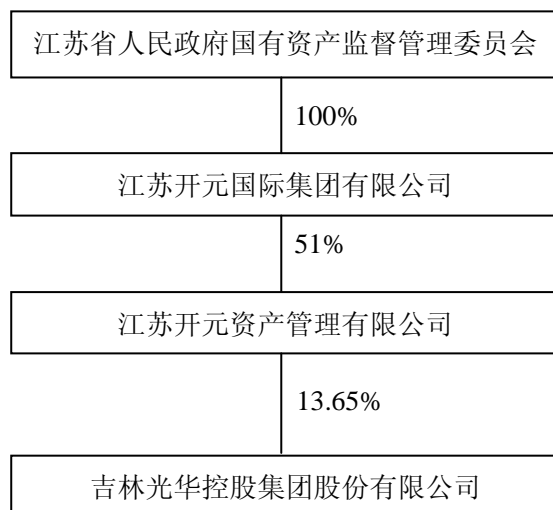 江苏省人民政府国有资产监督管理委员会
100%
江苏开元国际集团有限公司
51%
江苏开元资产管理有限公司
13.65%
吉林光华控股集团股份有限公司